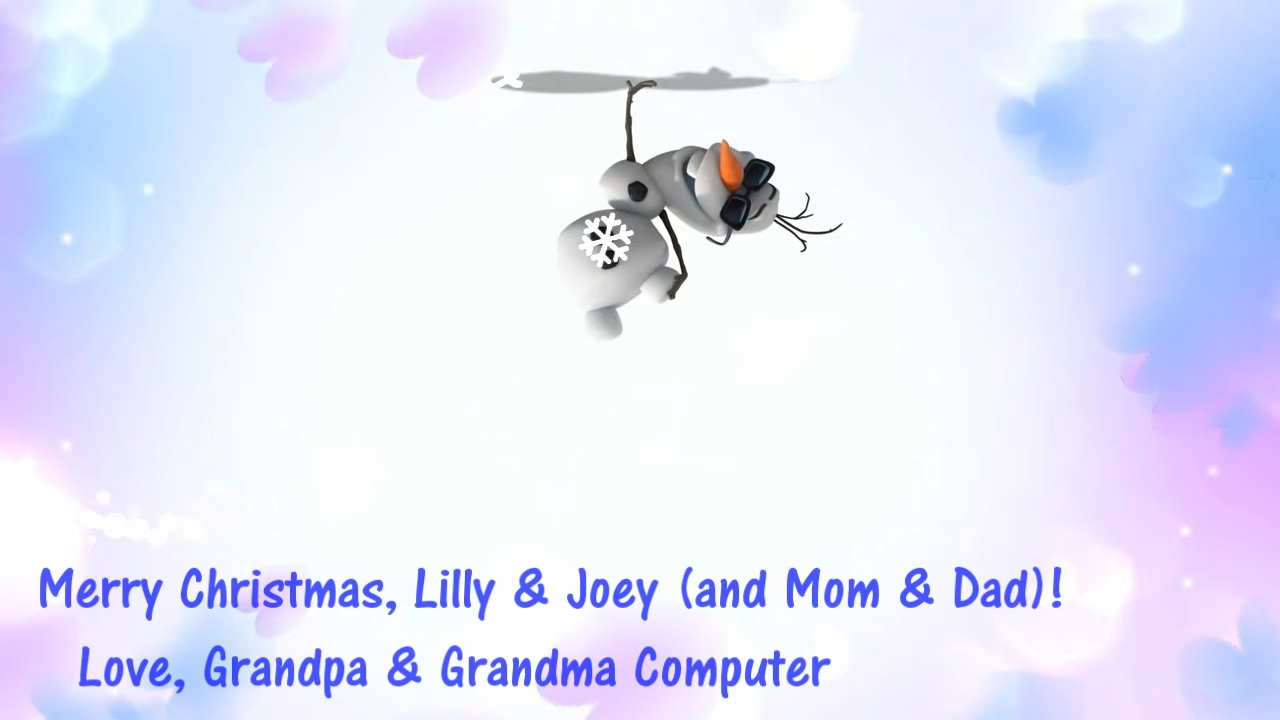 Merry Christmas, Lilly & Joey (and Mom & Dad)!
Love, Grandpa & Grandma Computer